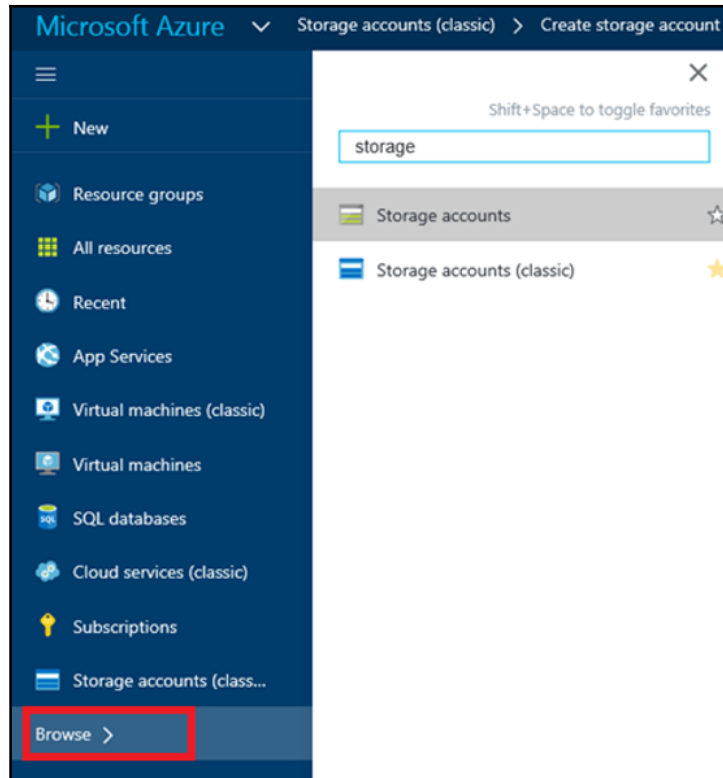 Microsoft Azure Storage accounts (classic) > Create storage account
Shift+Space to toggle favorites
New
storage
Resource groups
Storage accounts
All resources
Storage accounts (classic)
Recent
App Services
Virtual machines (classic)
Virtual machines
SQL
SQL databases
Cloud services (classic)
Subscriptions
Storage accounts (class...
Browse >